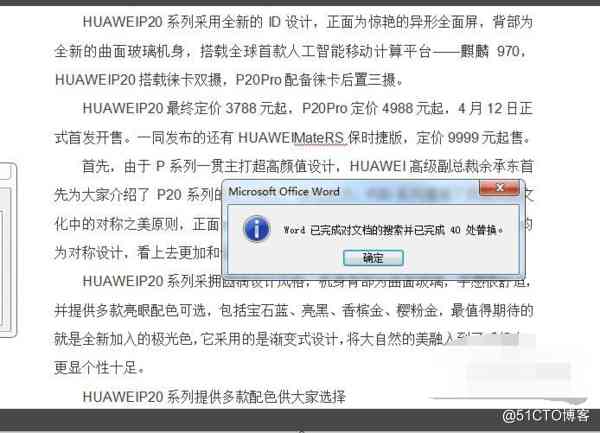 HUAWEIP20 系列采用全新的 ID 设计，正面为惊艳的异形全面屏，背部为
全新的曲面玻璃机身，搭载全球首款人工智能移动计算平台——麒麟 970，
HUAWEIP20 搭载徕卡双摄，P20Pro 配备徕卡后置三摄。
HUAWEIP20 最终定价 3788 元起，P20Pro 定价 4988 元起，4 月 12 日正
式首发开售。一同发布的还有 HUAWEIMateRS 保时捷版，定价 9999 元起售。
首先，由于 P 系列一贯主打超高颜值设计，HUAWEI 高级副总裁余承东首
先为大家介绍了 P20 系列的
文
化中的对称之美原则，正面
均
为对称设计，看上去更加和
Microsoft Office Word
Word 已完成对文档的搜索并已完成 40 处替换。
确定
HUAWEIP20 系列采拥圆润设计风格，机身背部为曲面玻璃，手感很舒适，
并提供多款亮眼配色可选，包括宝石蓝、亮黑、香槟金、樱粉金，最值得期待的
就是全新加入的极光色，它采用的是渐变式设计，将大自然的美融入到了
更显个性十足。
HUAWEIP20 系列提供多款配色供大家选择
@51CTO博客